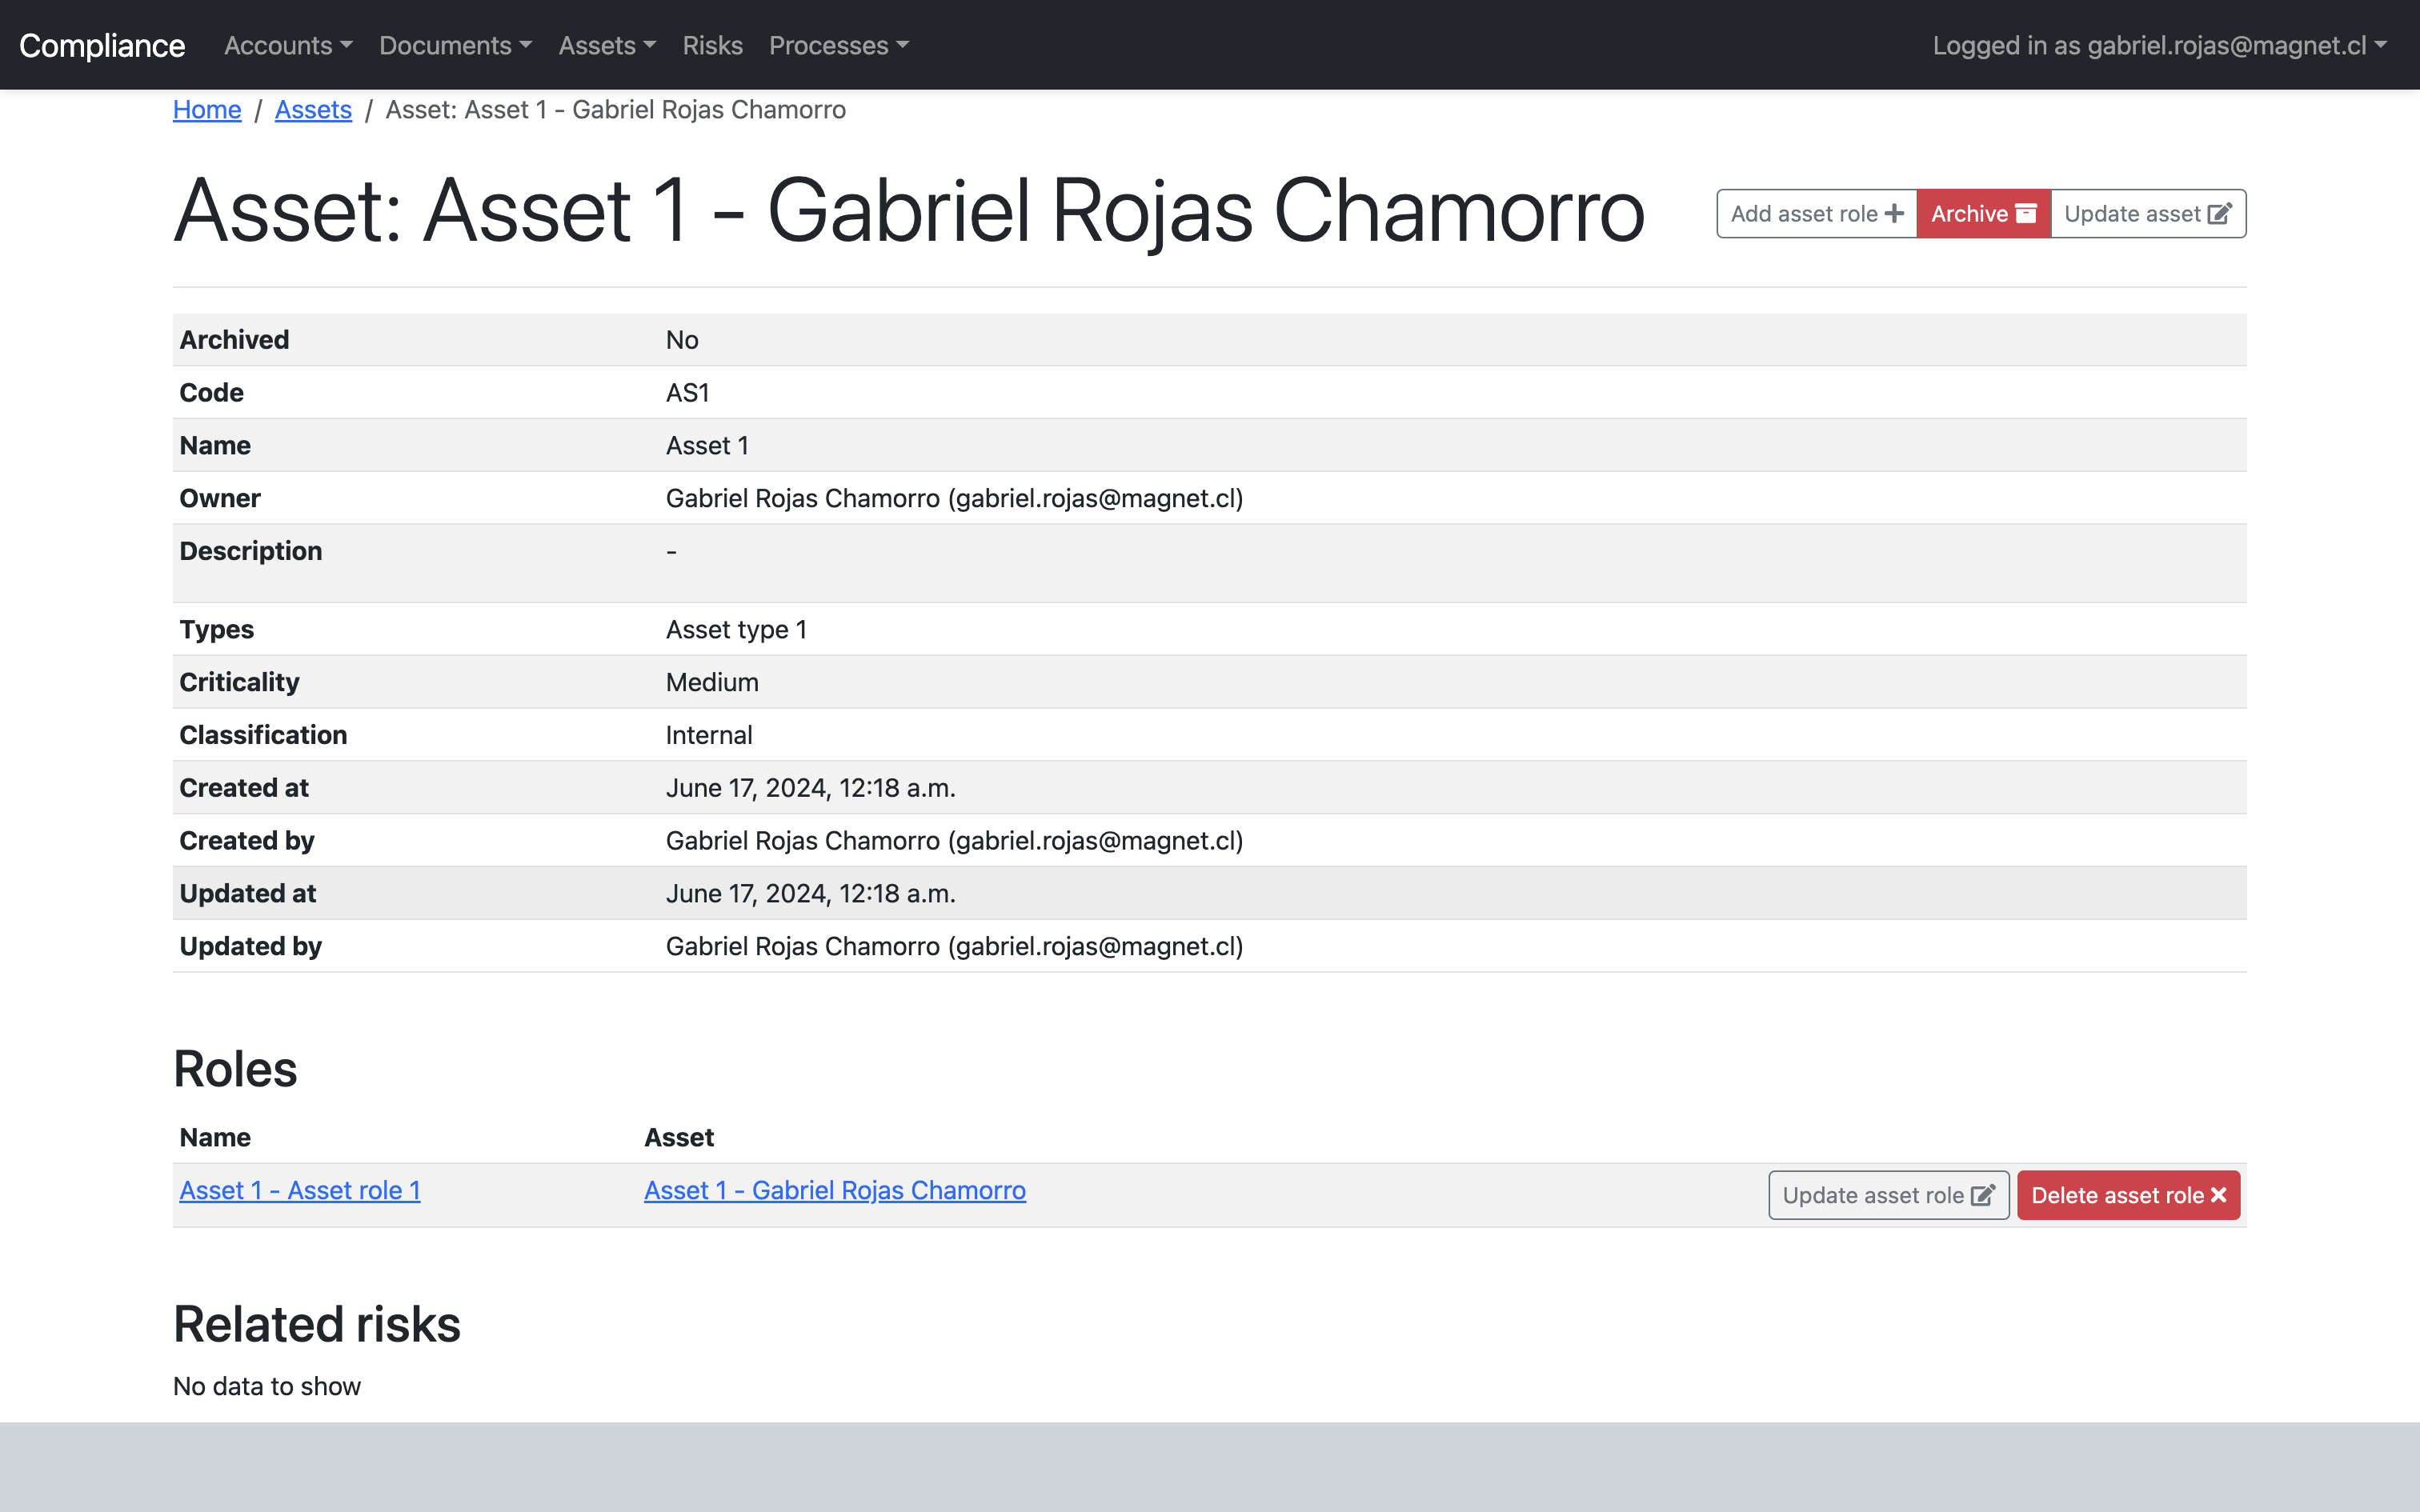 Compliance Accounts Documents Assets Risks Processes Logged in as gabriel.rojas@magnet.cl
Home / Assets / Asset: Asset 1 - Gabriel Rojas Chamorro
Asset: Asset 1 - Gabriel Rojas Chamorro Add asset role Archive Update asset
Archived No
Code AS1
Name Asset 1
Owner Gabriel Rojas Chamorro (gabriel.rojas@magnet.cl)
Description -
Types Asset type 1
Criticality Medium
Classification Internal
Created at June 17, 2024, 12:18 a.m.
Created by Gabriel Rojas Chamorro (gabriel.rojas@magnet.cl)
Updated at June 17, 2024, 12:18 a.m.
Updated by Gabriel Rojas Chamorro (gabriel.rojas@magnet.cl)
Roles
Name Asset
Asset 1 - Asset role 1 Asset 1 - Gabriel Rojas Chamorro Update asset role Delete asset role
Related risks
No data to show